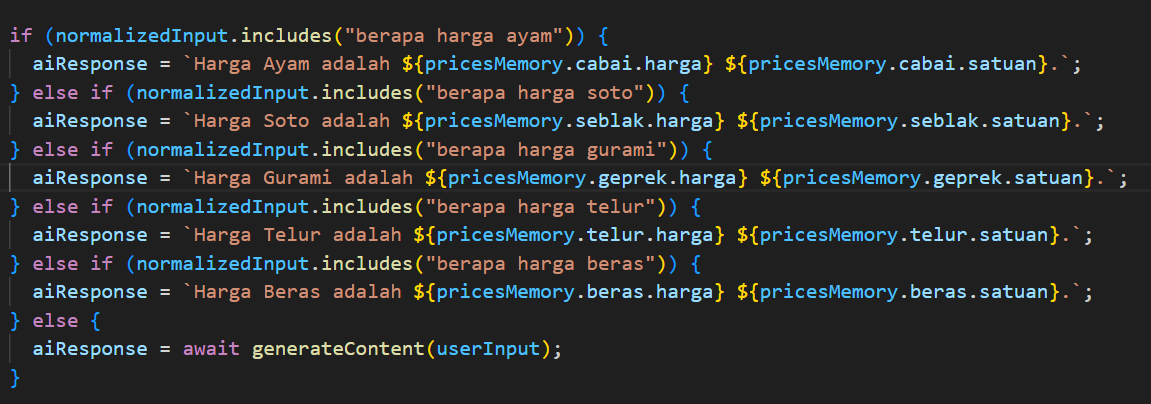 if (normalizedInput.includes("berapa harga ayam")) {
  aiResponse = `Harga Ayam adalah ${pricesMemory.cabai.harga} ${pricesMemory.cabai.satuan}.`;
} else if (normalizedInput.includes("berapa harga soto")) {
  aiResponse = `Harga Soto adalah ${pricesMemory.seblak.harga} ${pricesMemory.seblak.satuan}.`;
} else if (normalizedInput.includes("berapa harga gurami")) {
  aiResponse = `Harga Gurami adalah ${pricesMemory.geprek.harga} ${pricesMemory.geprek.satuan}.`;
} else if (normalizedInput.includes("berapa harga telur")) {
  aiResponse = `Harga Telur adalah ${pricesMemory.telur.harga} ${pricesMemory.telur.satuan}.`;
} else if (normalizedInput.includes("berapa harga beras")) {
  aiResponse = `Harga Beras adalah ${pricesMemory.beras.harga} ${pricesMemory.beras.satuan}.`;
} else {
  aiResponse = await generateContent(userInput);
}